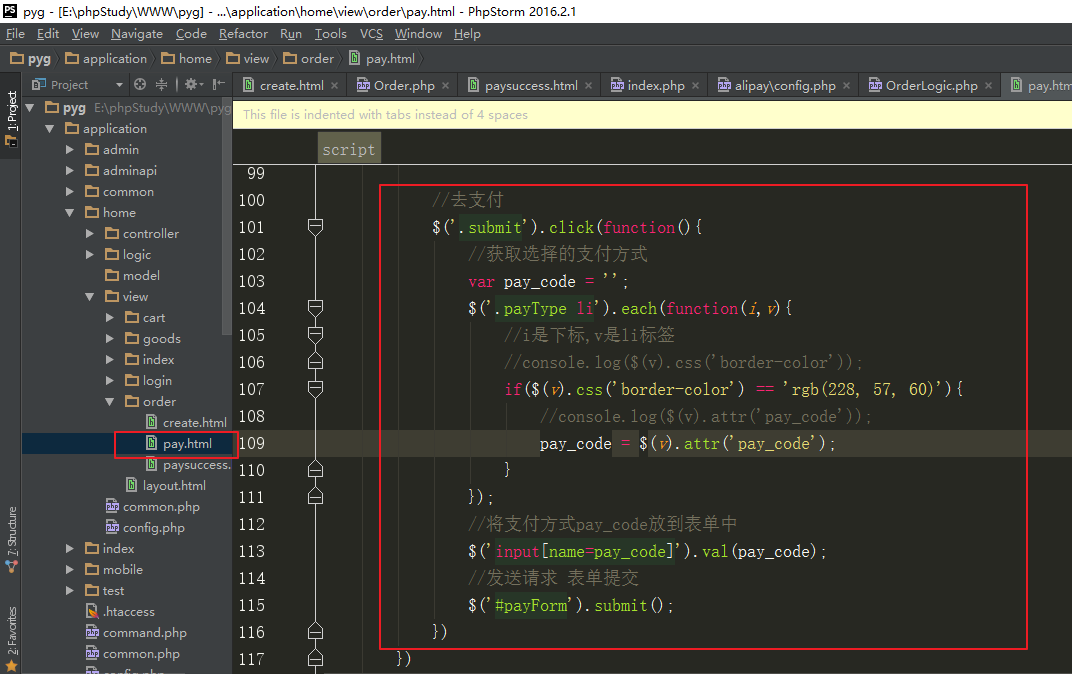 PS pyg - [E:\phpStudy\WWW\pyg] - ...\application\home\view\order\pay.html - PhpStorm 2016.2.1
File Edit View Navigate Code Refactor Run Tools VCS Window Help
pyg application home view order pay.html
Project
create.html × Order.php × paysuccess.html × index.php × alipay\config.php × OrderLogic.php × pay.htm
1: Project
7: Structure
2: Favorites
pyg E:\phpStudy\WWW\pyg
application
admin
adminapi
common
home
controller
logic
model
view
cart
goods
index
login
order
create.html
pay.html
paysuccess.
layout.html
common.php
config.php
index
mobile
test
.htaccess
command.php
common.php
config.php
This file is indented with tabs instead of 4 spaces
script
99
100 //去支付
101 $('.submit').click(function(){
102 //获取选择的支付方式
103 var pay_code = '';
104 $('.payType li').each(function(i,v){
105 //i是下标,v是li标签
106 //console.log($(v).css('border-color'));
107 if($(v).css('border-color') == 'rgb(228, 57, 60)'){
108 //console.log($(v).attr('pay_code'));
109 pay_code = $(v).attr('pay_code');
110 }
111 });
112 //将支付方式pay_code放到表单中
113 $('input[name=pay_code]').val(pay_code);
114 //发送请求 表单提交
115 $('#payForm').submit();
116 })
117 })